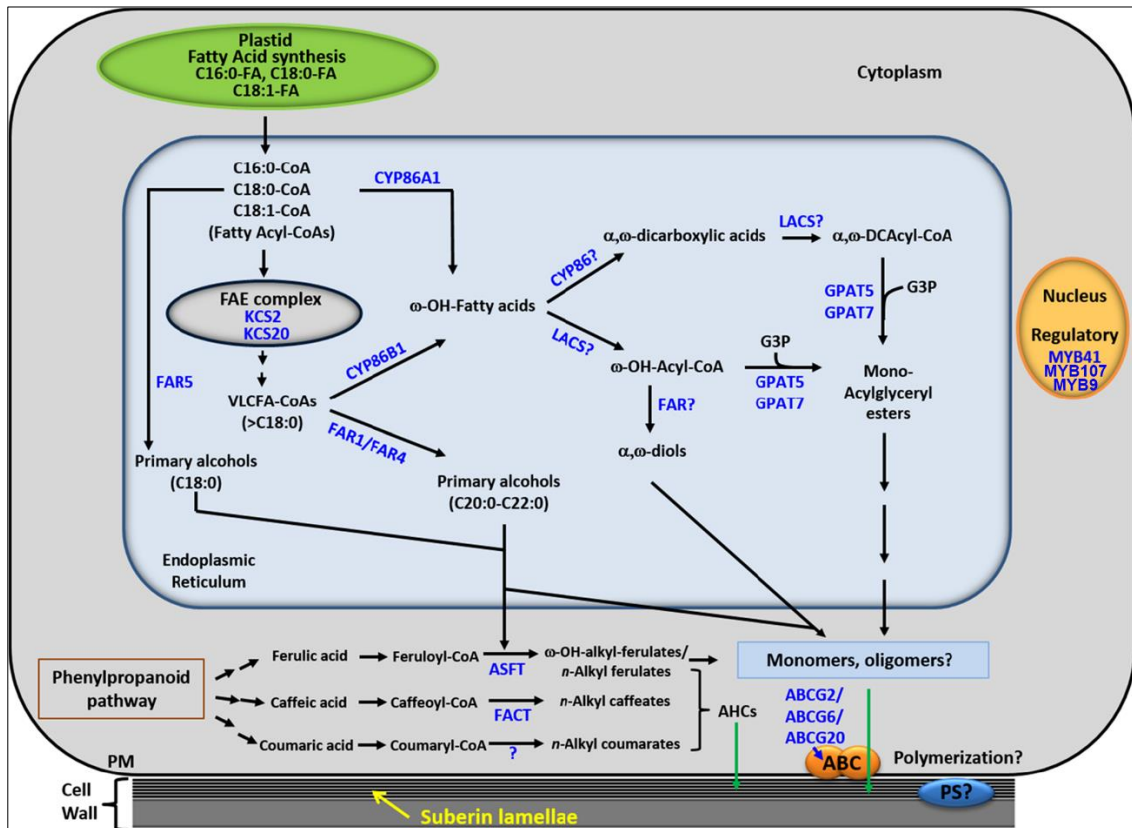 Plastid
Fatty Acid synthesis
C16:0-FA, C18:0-FA
C18:1-FA
Cytoplasm
C16:0-CoA
C18:0-CoA
C18:1-CoA
(Fatty Acyl-CoAs)
CYP86A1
FAE complex
KCS2
KCS20
FAR5
VLCFA-CoAs
(>C18:0)
CYP86B1
FAR1/FAR4
Primary alcohols
(C18:0)
Primary alcohols
(C20:0-C22:0)
ω-OH-Fatty acids
CYP86?
LACS?
α,ω-dicarboxylic acids
LACS?
α,ω-DCAcyl-CoA
GPAT5
GPAT7
G3P
ω-OH-Acyl-CoA
G3P
GPAT5
GPAT7
Mono-
Acylglyceryl
esters
FAR?
α,ω-diols
Endoplasmic
Reticulum
Nucleus
Regulatory
MYB41
MYB107
MYB9
Phenylpropanoid
pathway
Ferulic acid
Feruloyl-CoA
ASFT
ω-OH-alkyl-ferulates/
n-Alkyl ferulates
Caffeic acid
Caffeoyl-CoA
FACT
n-Alkyl caffeates
Coumaric acid
Coumaryl-CoA
?
n-Alkyl coumarates
AHCs
Monomers, oligomers?
ABCG2/
ABCG6/
ABCG20
ABC
Polymerization?
PS?
PM
Cell
Wall
Suberin lamellae